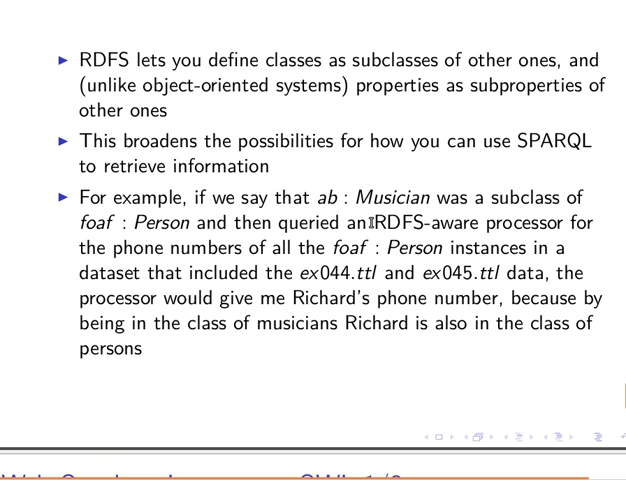 RDFS lets you define classes as subclasses of other ones, and
(unlike object-oriented systems) properties as subproperties of
other ones
This broadens the possibilities for how you can use SPARQL
to retrieve information
For example, if we say that ab : Musician was a subclass of
foaf : Person and then queried an RDFS-aware processor for
the phone numbers of all the foaf : Person instances in a
dataset that included the ex044.ttl and ex045.ttl data, the
processor would give me Richard's phone number, because by
being in the class of musicians Richard is also in the class of
persons